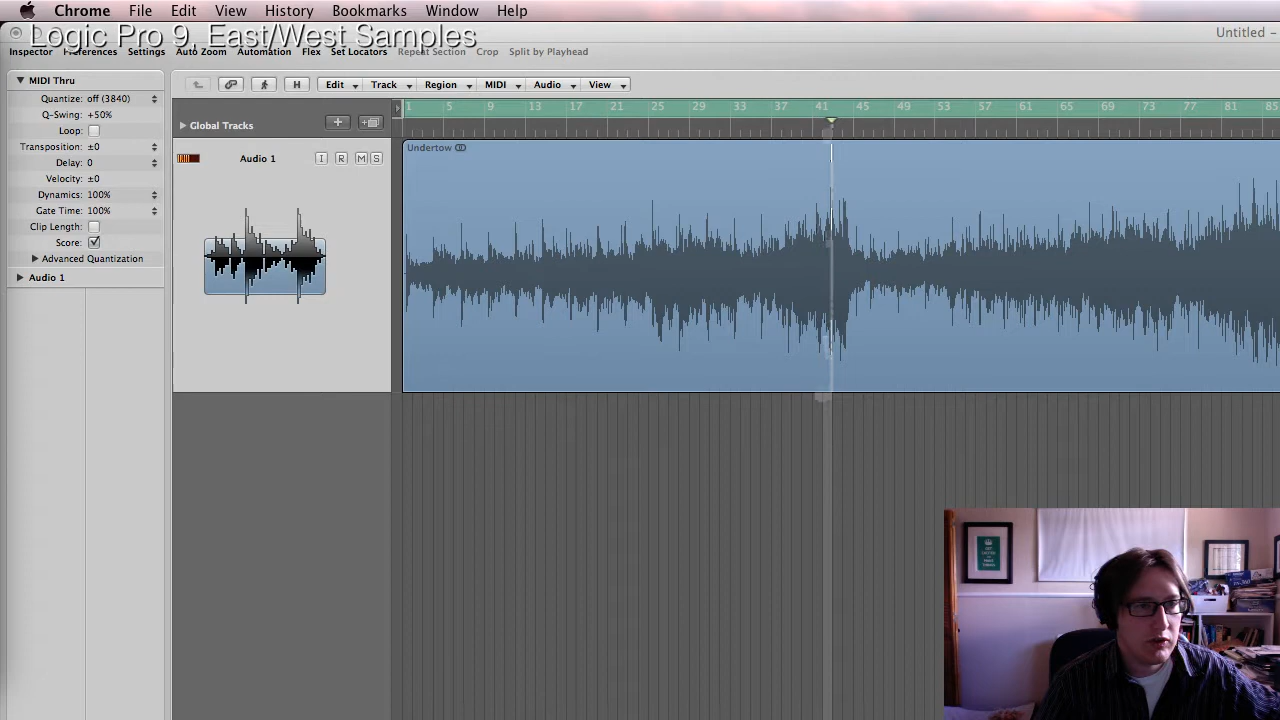 Chrome File Edit View History Bookmarks Window Help
Logic Pro 9, East/West Samples
Untitled –
Inspector Preferences Settings Auto Zoom Automation Flex Set Locators Repeat Section Crop Split by Playhead
MIDI Thru
H Edit Track Region MIDI Audio View
Quantize: off (3840)
1 5 9 13 17 21 25 29 33 37 41 45 49 53 57 61 65 69 73 77 81 85
Q-Swing: +50%
Global Tracks
Loop:
Transposition: ±0
Undertow
Delay: 0
Audio 1 I R M S
Velocity: ±0
Dynamics: 100%
Gate Time: 100%
Clip Length:
Score:
Advanced Quantization
Audio 1